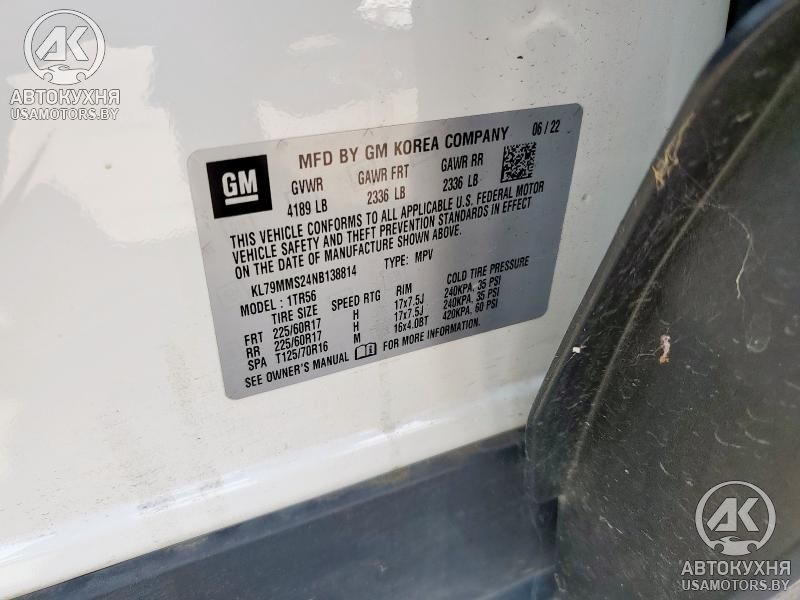 АК
АВТОКУХНЯ
USAMOTORS.BY
GM
MFD BY GM KOREA COMPANY 06 / 22
GVWR GAWR FRT GAWR RR
4189 LB 2336 LB 2336 LB
THIS VEHICLE CONFORMS TO ALL APPLICABLE U.S. FEDERAL MOTOR
VEHICLE SAFETY AND THEFT PREVENTION STANDARDS IN EFFECT
ON THE DATE OF MANUFACTURE SHOWN ABOVE.
KL79MMS24NB138814 TYPE: MPV
MODEL: 1TR56
TIRE SIZE SPEED RTG RIM COLD TIRE PRESSURE
FRT 225/60R17 H 17x7.5J 240KPA, 35 PSI
RR 225/60R17 H 17x7.5J 240KPA, 35 PSI
SPA T125/70R16 M 16x4.0BT 420KPA, 60 PSI
SEE OWNER'S MANUAL FOR MORE INFORMATION.
АК
АВТОКУХНЯ
USAMOTORS.BY